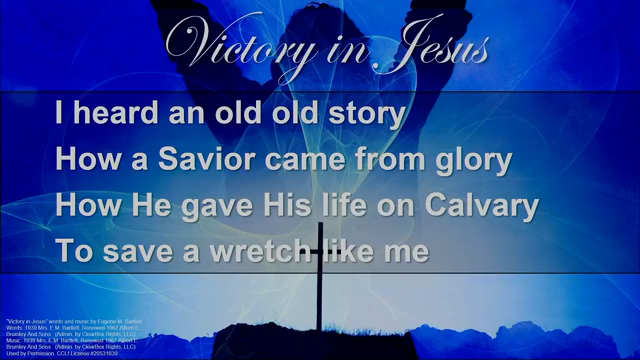 Victory in Jesus
I heard an old old story
How a Savior came from glory
How He gave His life on Calvary
To save a wretch like me
"Victory in Jesus" words and music by Eugene M. Bartlett
Words: 1939 Mrs. E.M. Bartlett. Renewed 1967 Albert E.
Brumley And Sons (Admin. by ClearBox Rights, LLC)
Music: 1939 Mrs. E.M. Bartlett. Renewed 1967 Albert E.
Brumley And Sons (Admin. by ClearBox Rights, LLC)
Used by Permission. CCLI License #20531639